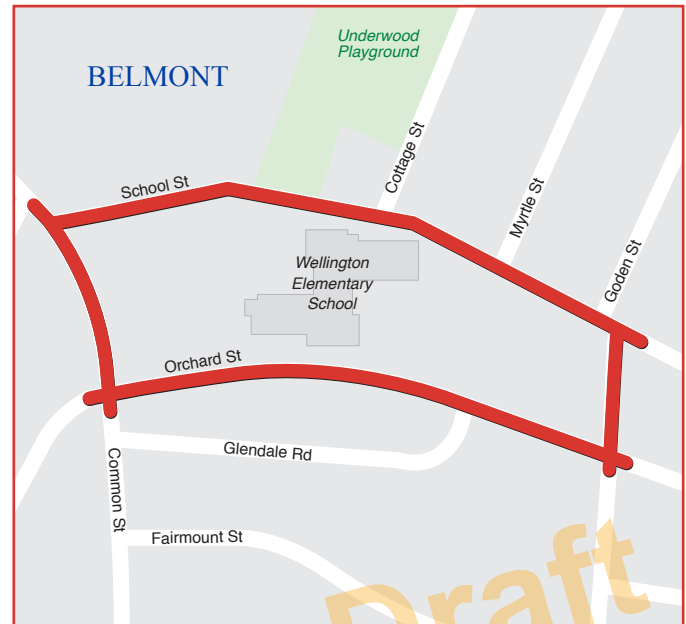 Underwood
Playground
BELMONT
Cottage St
School St
Myrtle St
Wellington
Elementary
School
Goden St
Orchard St
Glendale Rd
Common St
Fairmount St
Draft